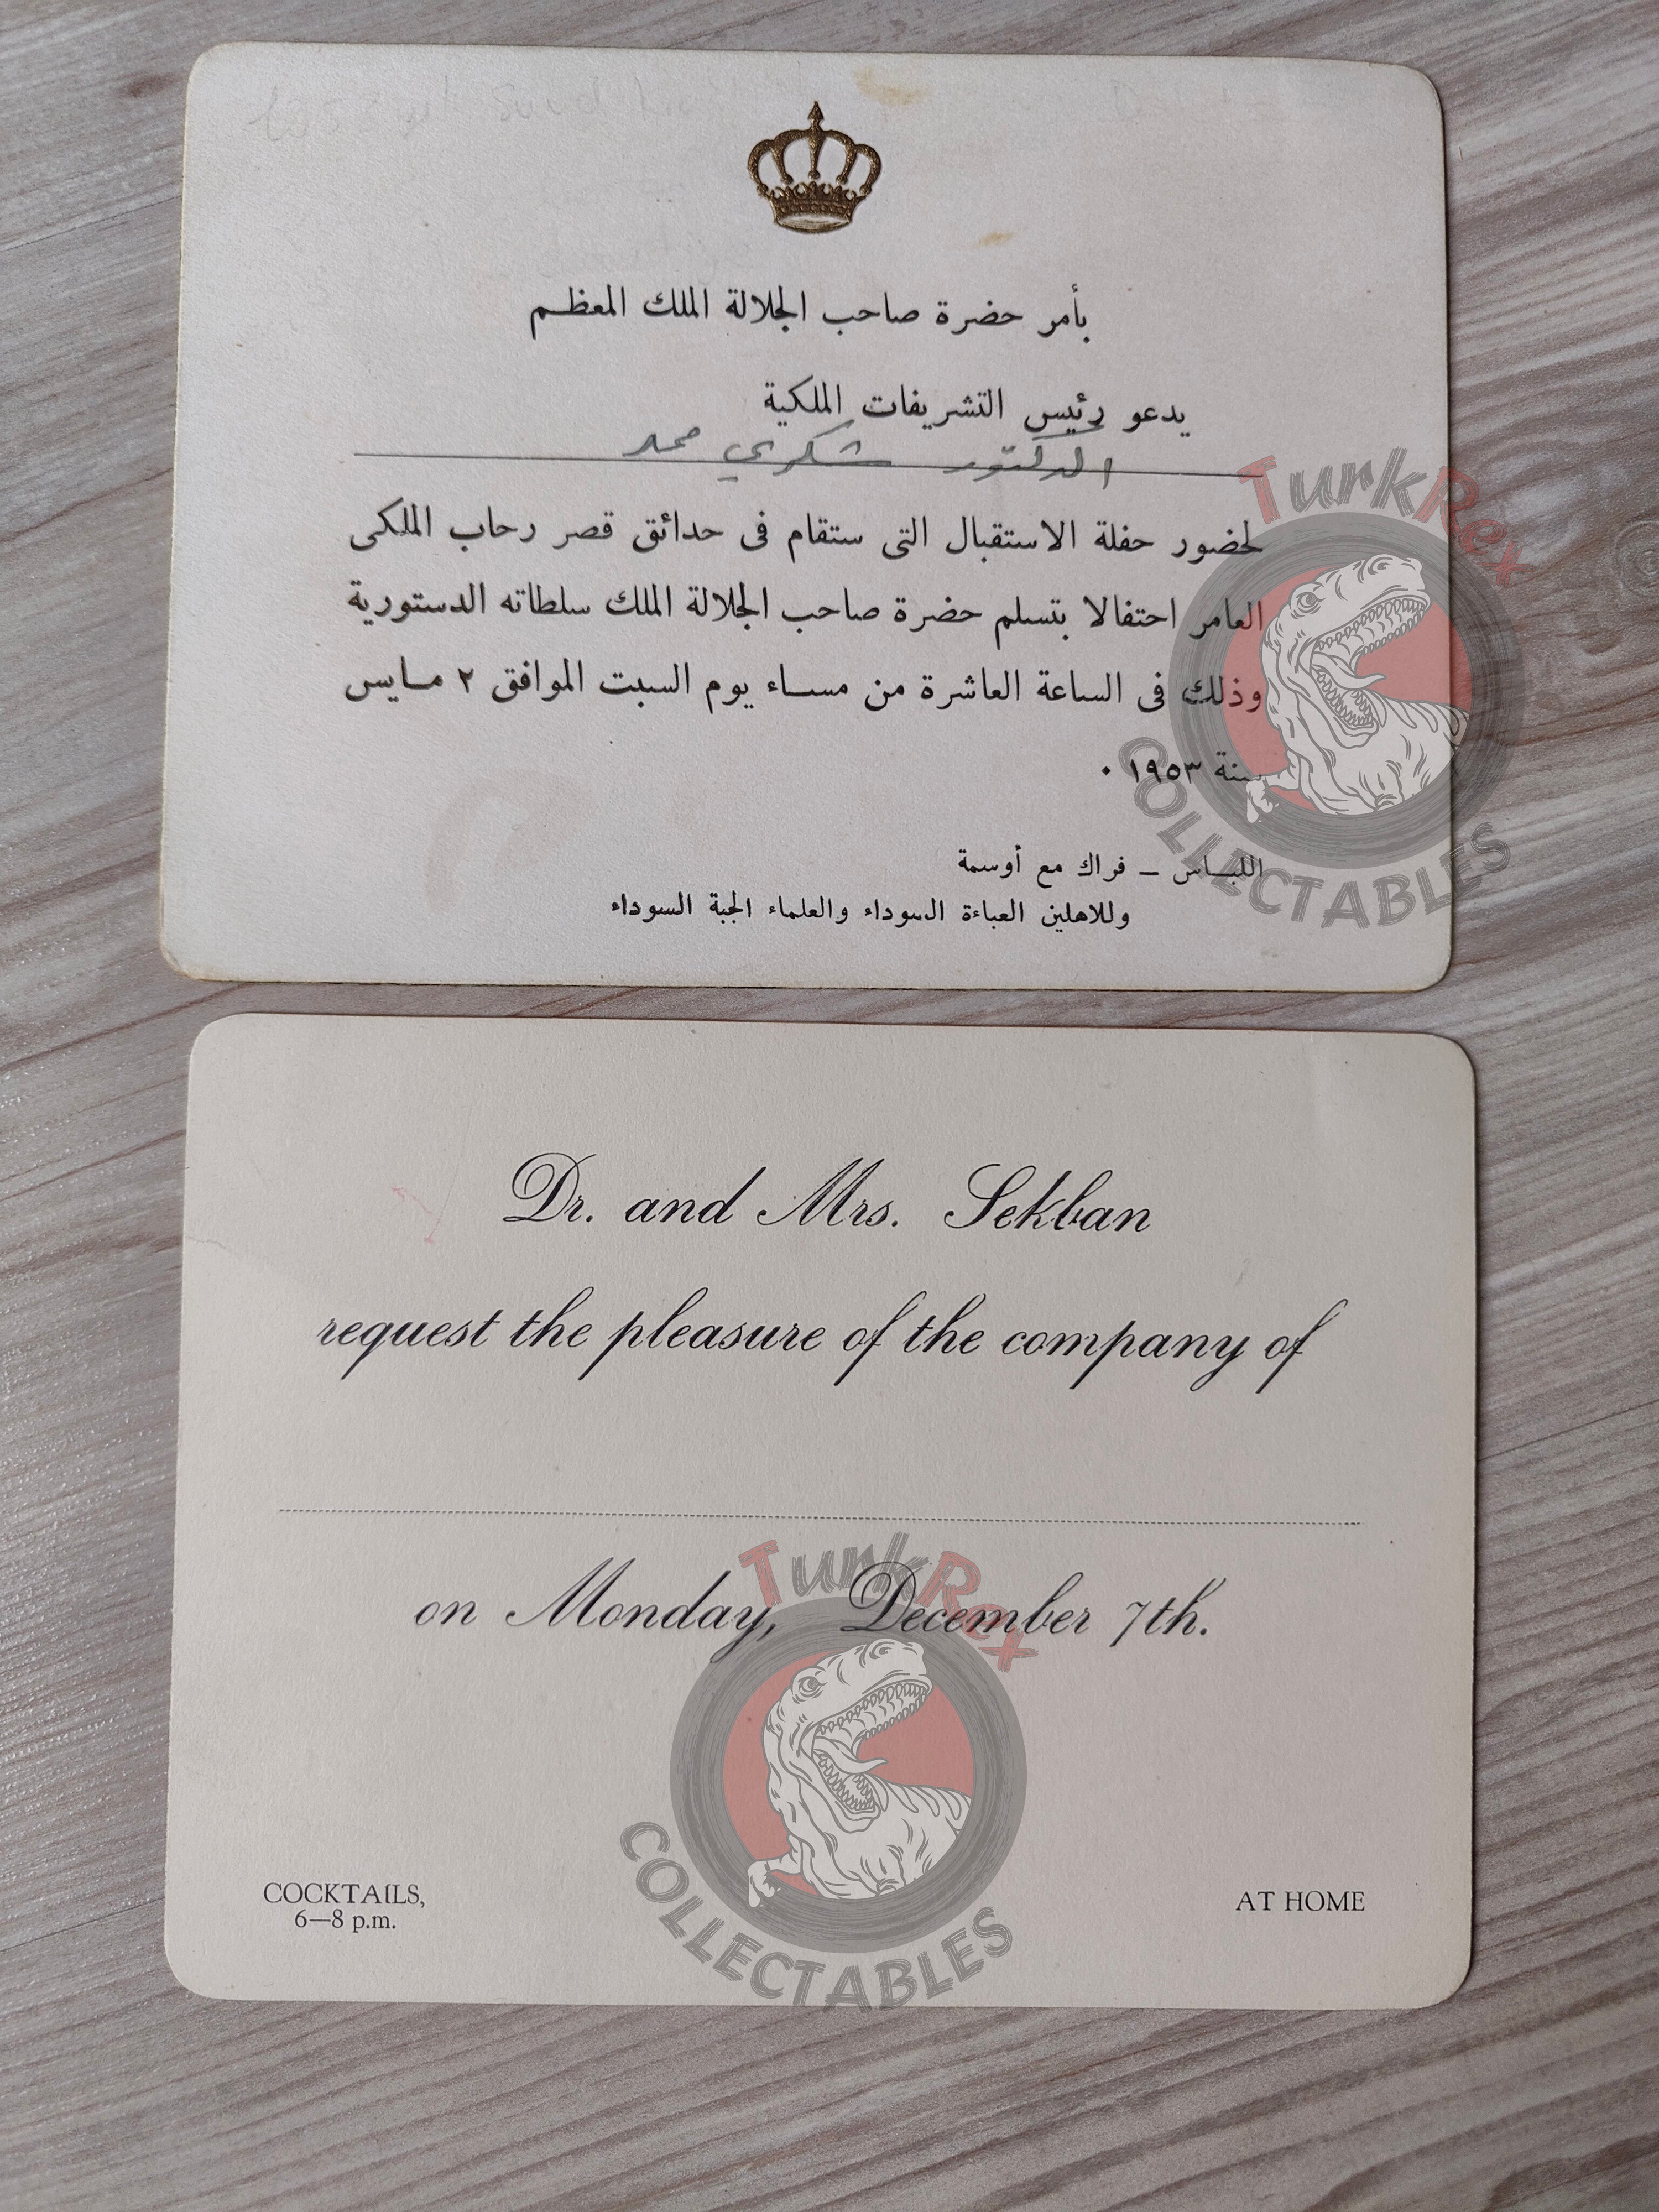 بأمر حضرة صاحب الجلالة الملك المعظم
يدعو رئيس التشريفات الملكية
الدكتور شكري محمد
لحضور حفلة الاستقبال التى ستقام فى حدائق قصر رحاب الملكى
العامر احتفالا بتسلم حضرة صاحب الجلالة الملك سلطاته الدستورية
وذلك فى الساعة العاشرة من مساء يوم السبت الموافق ٢ مايس
سنة ١٩٥٣ ٠
اللباس – فراك مع أوسمة
وللاهلين العباءة السوداء والعلماء الجبة السوداء
TurkRex
COLLECTABLES
Dr. and Mrs. Sekban
request the pleasure of the company of
on Monday, December 7th.
TurkRex
COLLECTABLES
COCKTAILS,
6—8 p.m.
AT HOME